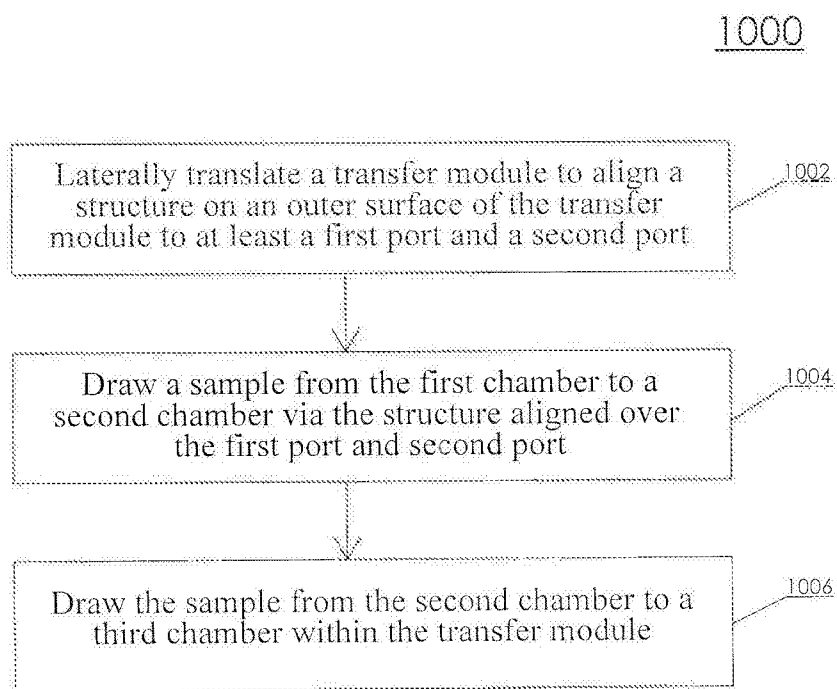 1000
Laterally translate a transfer module to align a
structure on an outer surface of the transfer
module to at least a first port and a second port
1002
Draw a sample from the first chamber to a
second chamber via the structure aligned over
the first port and second port
1004
Draw the sample from the second chamber to a
third chamber within the transfer module
1006